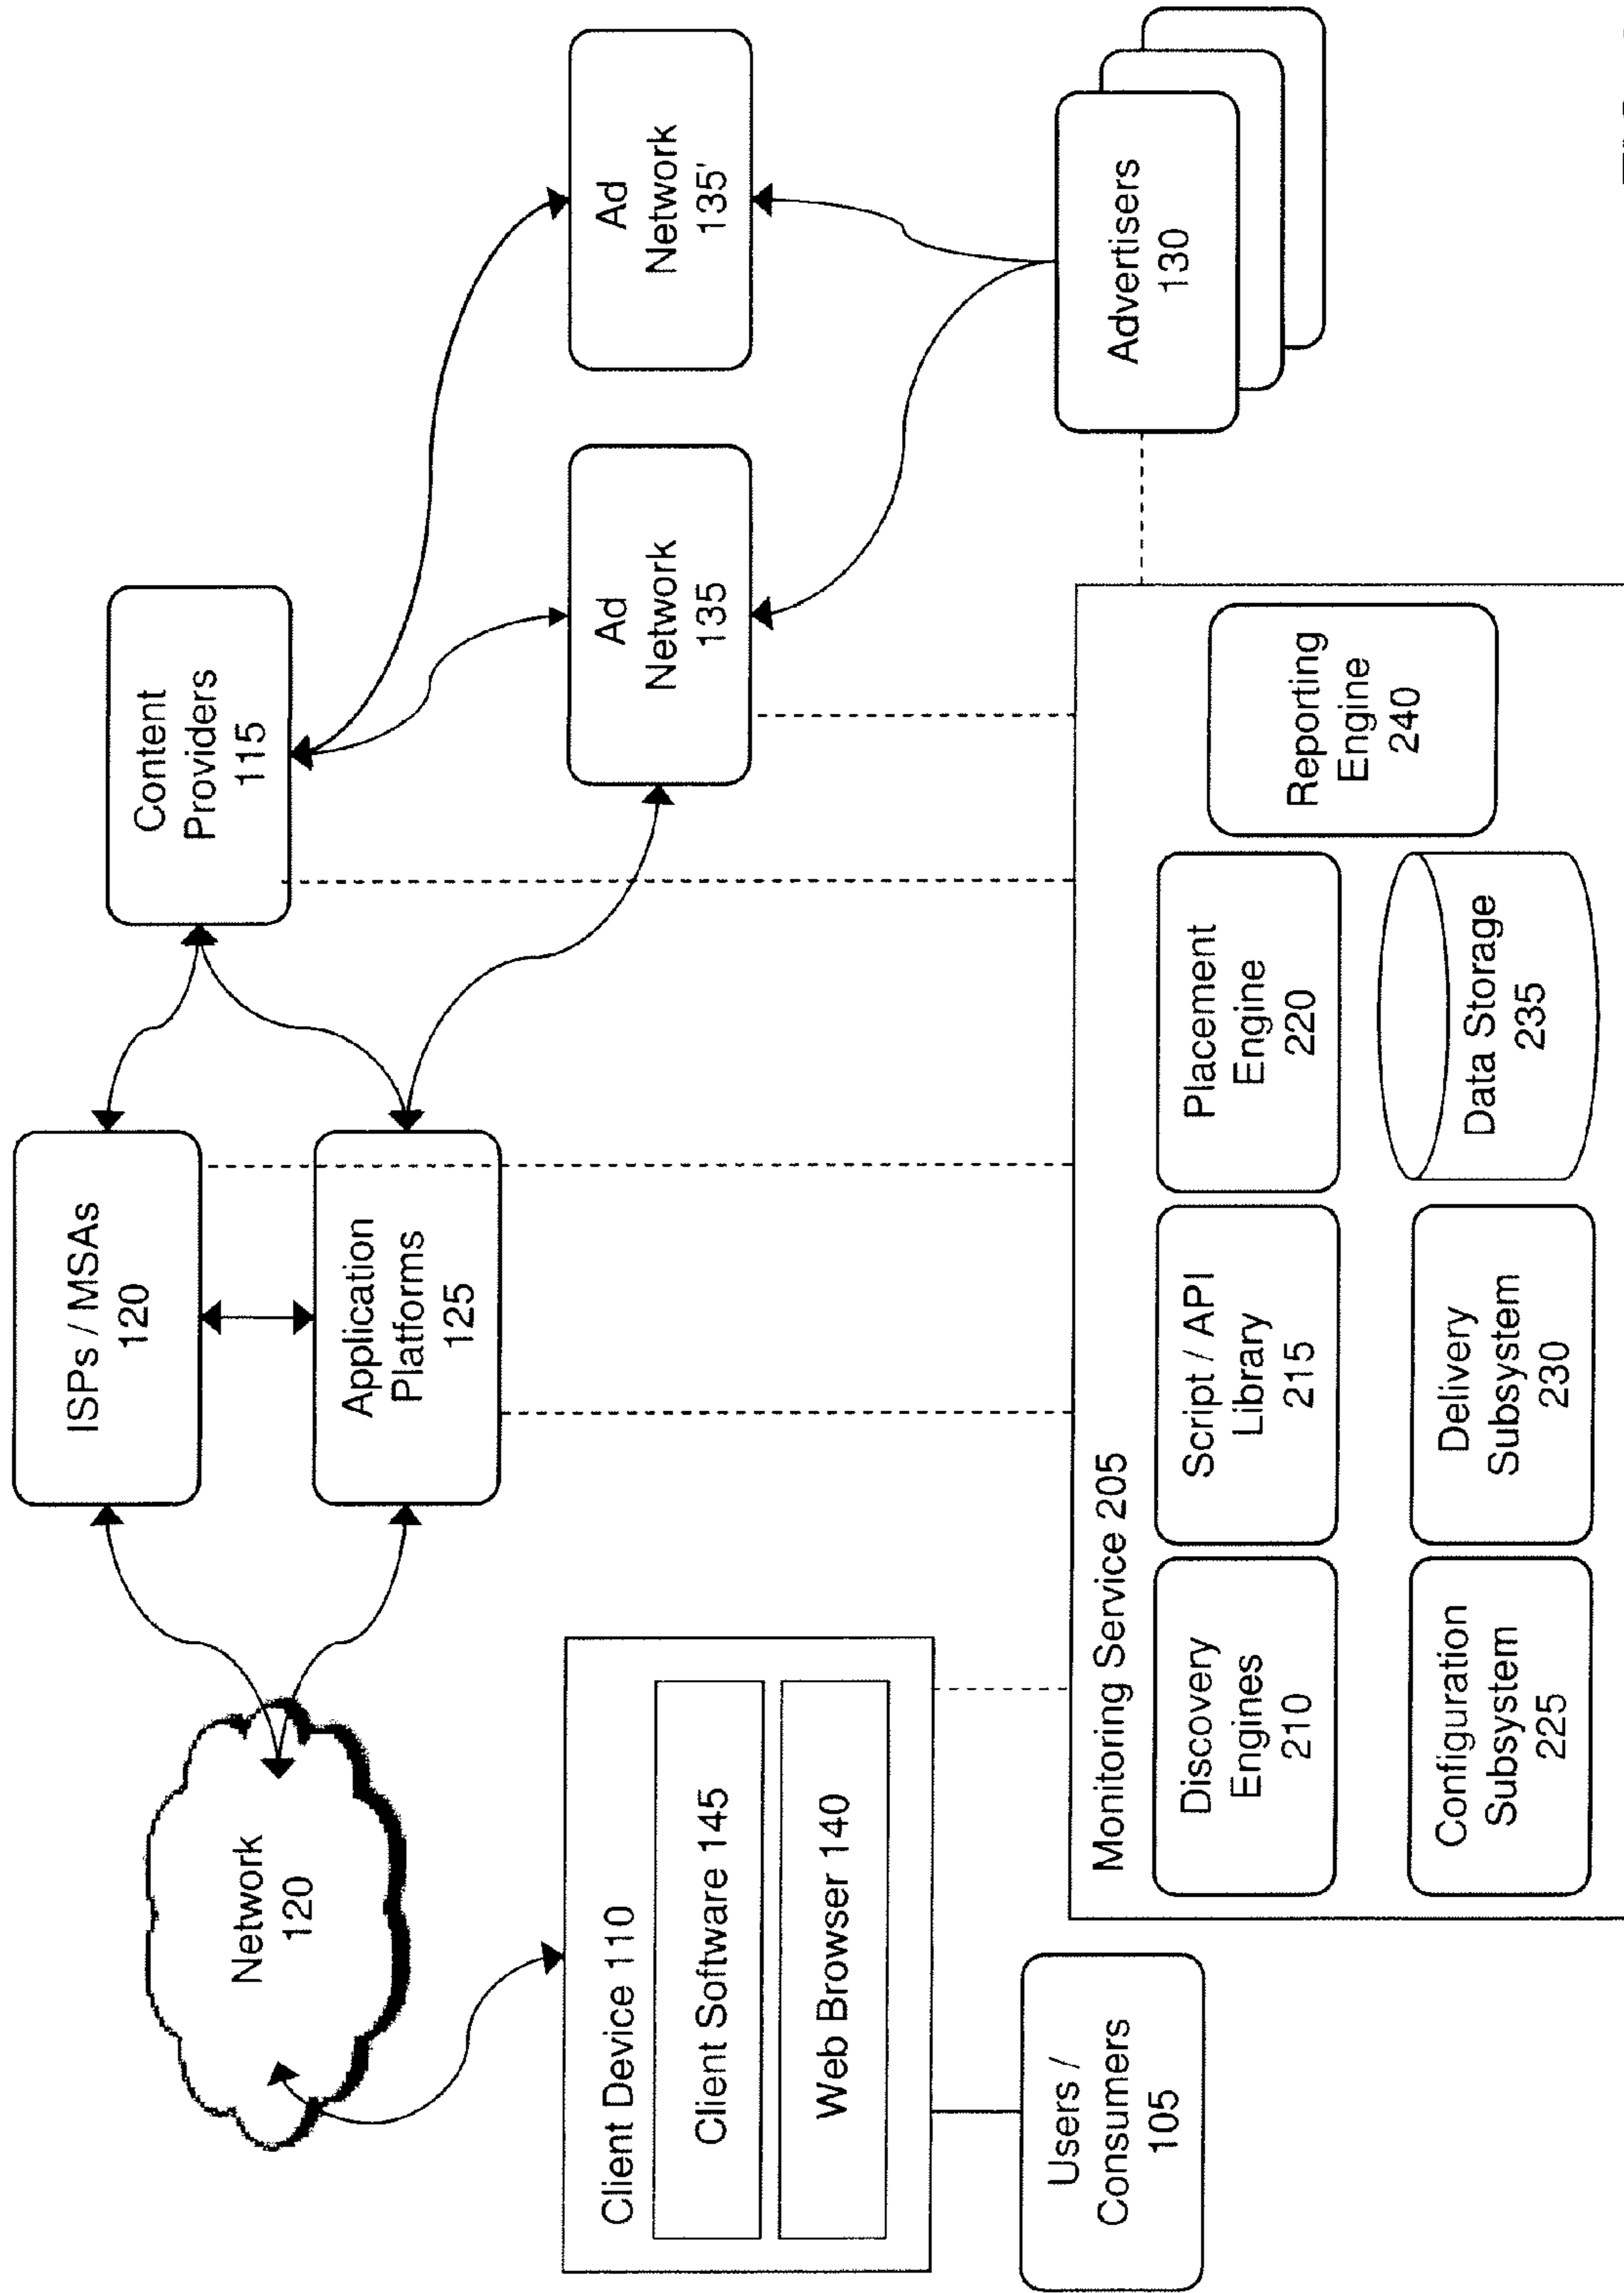 ISPs / MSAs
120
Content
Providers
115
Network
120
Application
Platforms
125
Ad
Network
135
Ad
Network
135'
Client Device 110
Client Software 145
Web Browser 140
Users /
Consumers
105
Advertisers
130
Monitoring Service 205
Discovery
Engines
210
Script / API
Library
215
Placement
Engine
220
Reporting
Engine
240
Configuration
Subsystem
225
Delivery
Subsystem
230
Data Storage
235